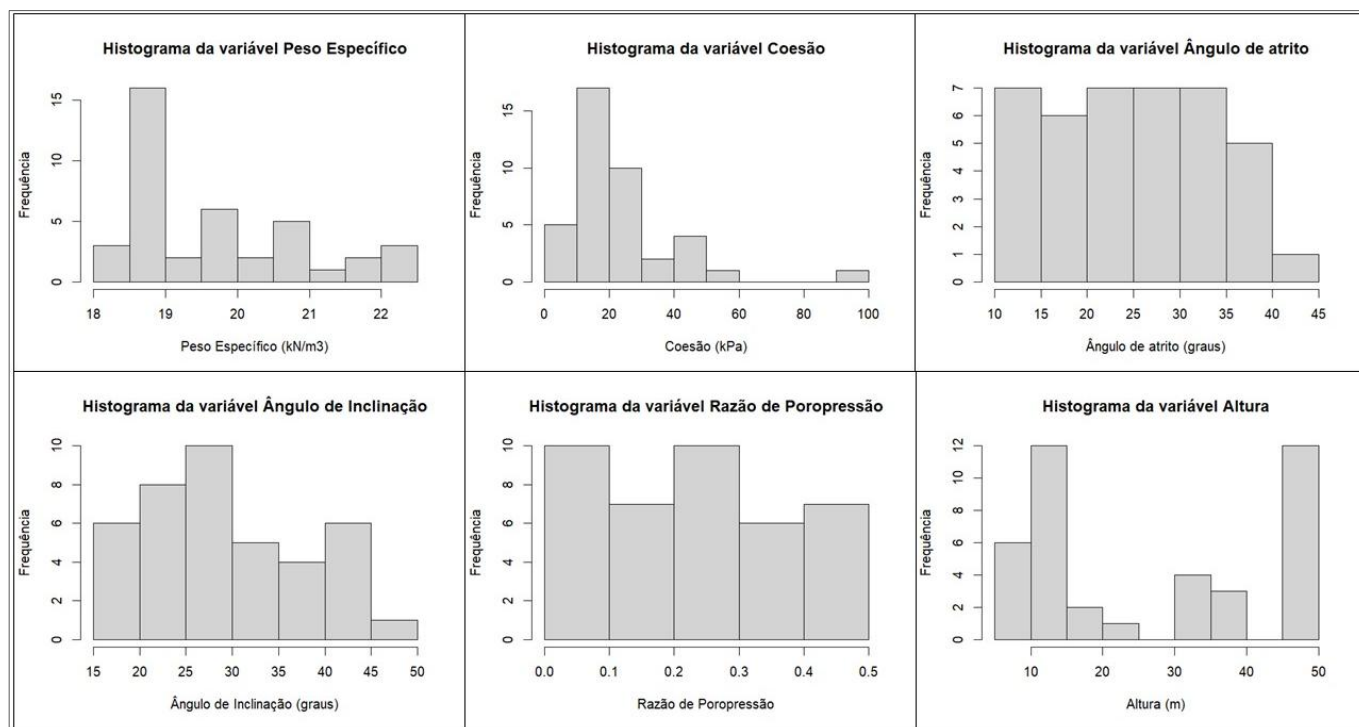 Histograma da variável Peso Específico
Frequência
0 5 10 15
18 19 20 21 22
Peso Específico (kN/m3)
Histograma da variável Coesão
Frequência
0 5 10 15
0 20 40 60 80 100
Coesão (kPa)
Histograma da variável Ângulo de atrito
Frequência
0 1 2 3 4 5 6 7
10 15 20 25 30 35 40 45
Ângulo de atrito (graus)
Histograma da variável Ângulo de Inclinação
Frequência
0 2 4 6 8 10
15 20 25 30 35 40 45 50
Ângulo de Inclinação (graus)
Histograma da variável Razão de Poropressão
Frequência
0 2 4 6 8 10
0.0 0.1 0.2 0.3 0.4 0.5
Razão de Poropressão
Histograma da variável Altura
Frequência
0 2 4 6 8 10 12
10 20 30 40 50
Altura (m)